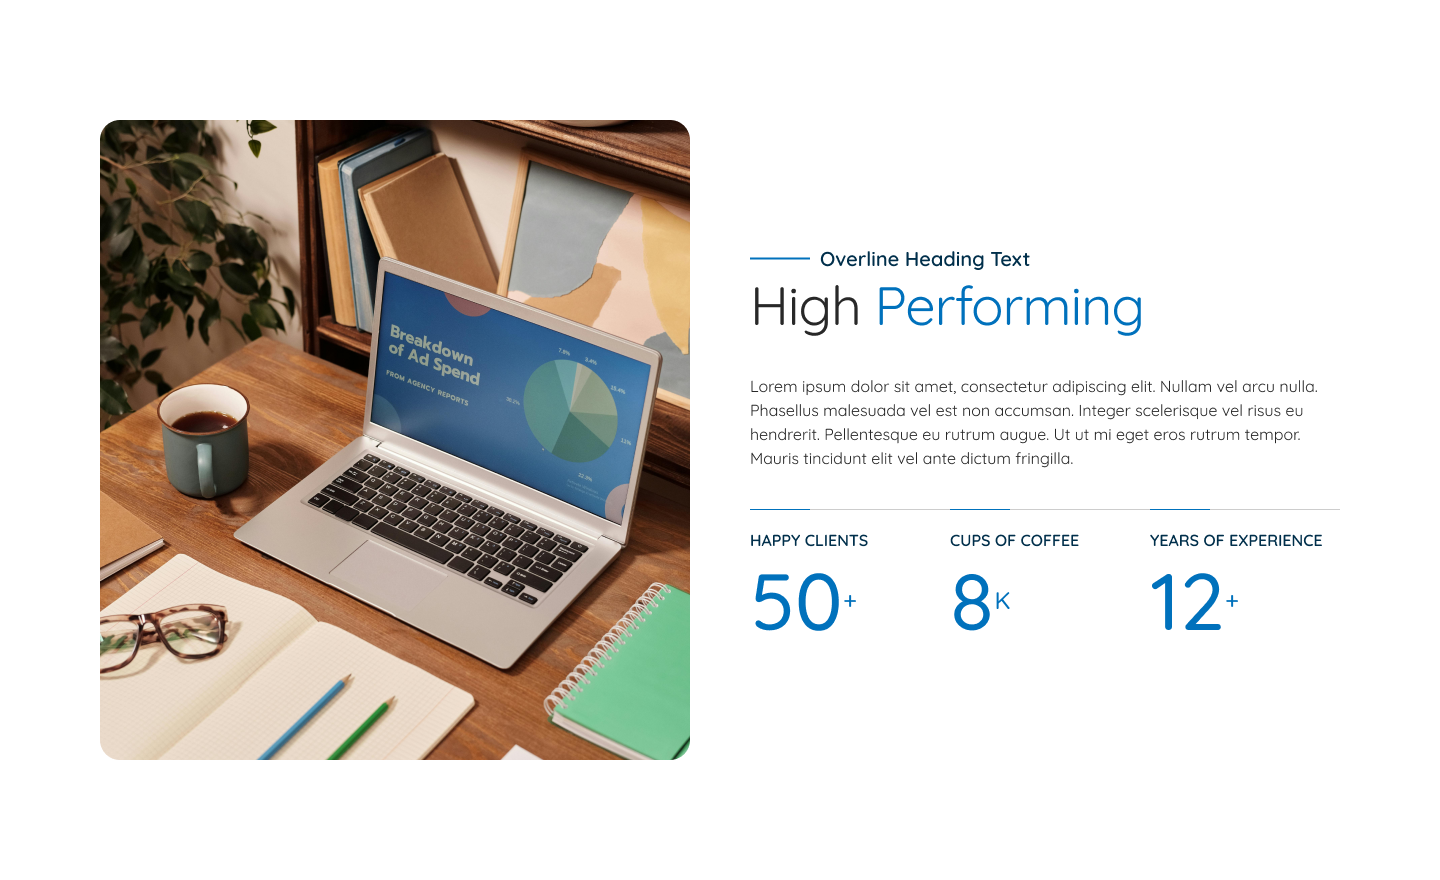 Overline Heading Text
High Performing
Lorem ipsum dolor sit amet, consectetur adipiscing elit. Nullam vel arcu nulla.
Phasellus malesuada vel est non accumsan. Integer scelerisque vel risus eu
hendrerit. Pellentesque eu rutrum augue. Ut ut mi eget eros rutrum tempor.
Mauris tincidunt elit vel ante dictum fringilla.
HAPPY CLIENTS
50+
CUPS OF COFFEE
8K
YEARS OF EXPERIENCE
12+
Breakdown
of Ad Spend
FROM AGENCY REPORTS